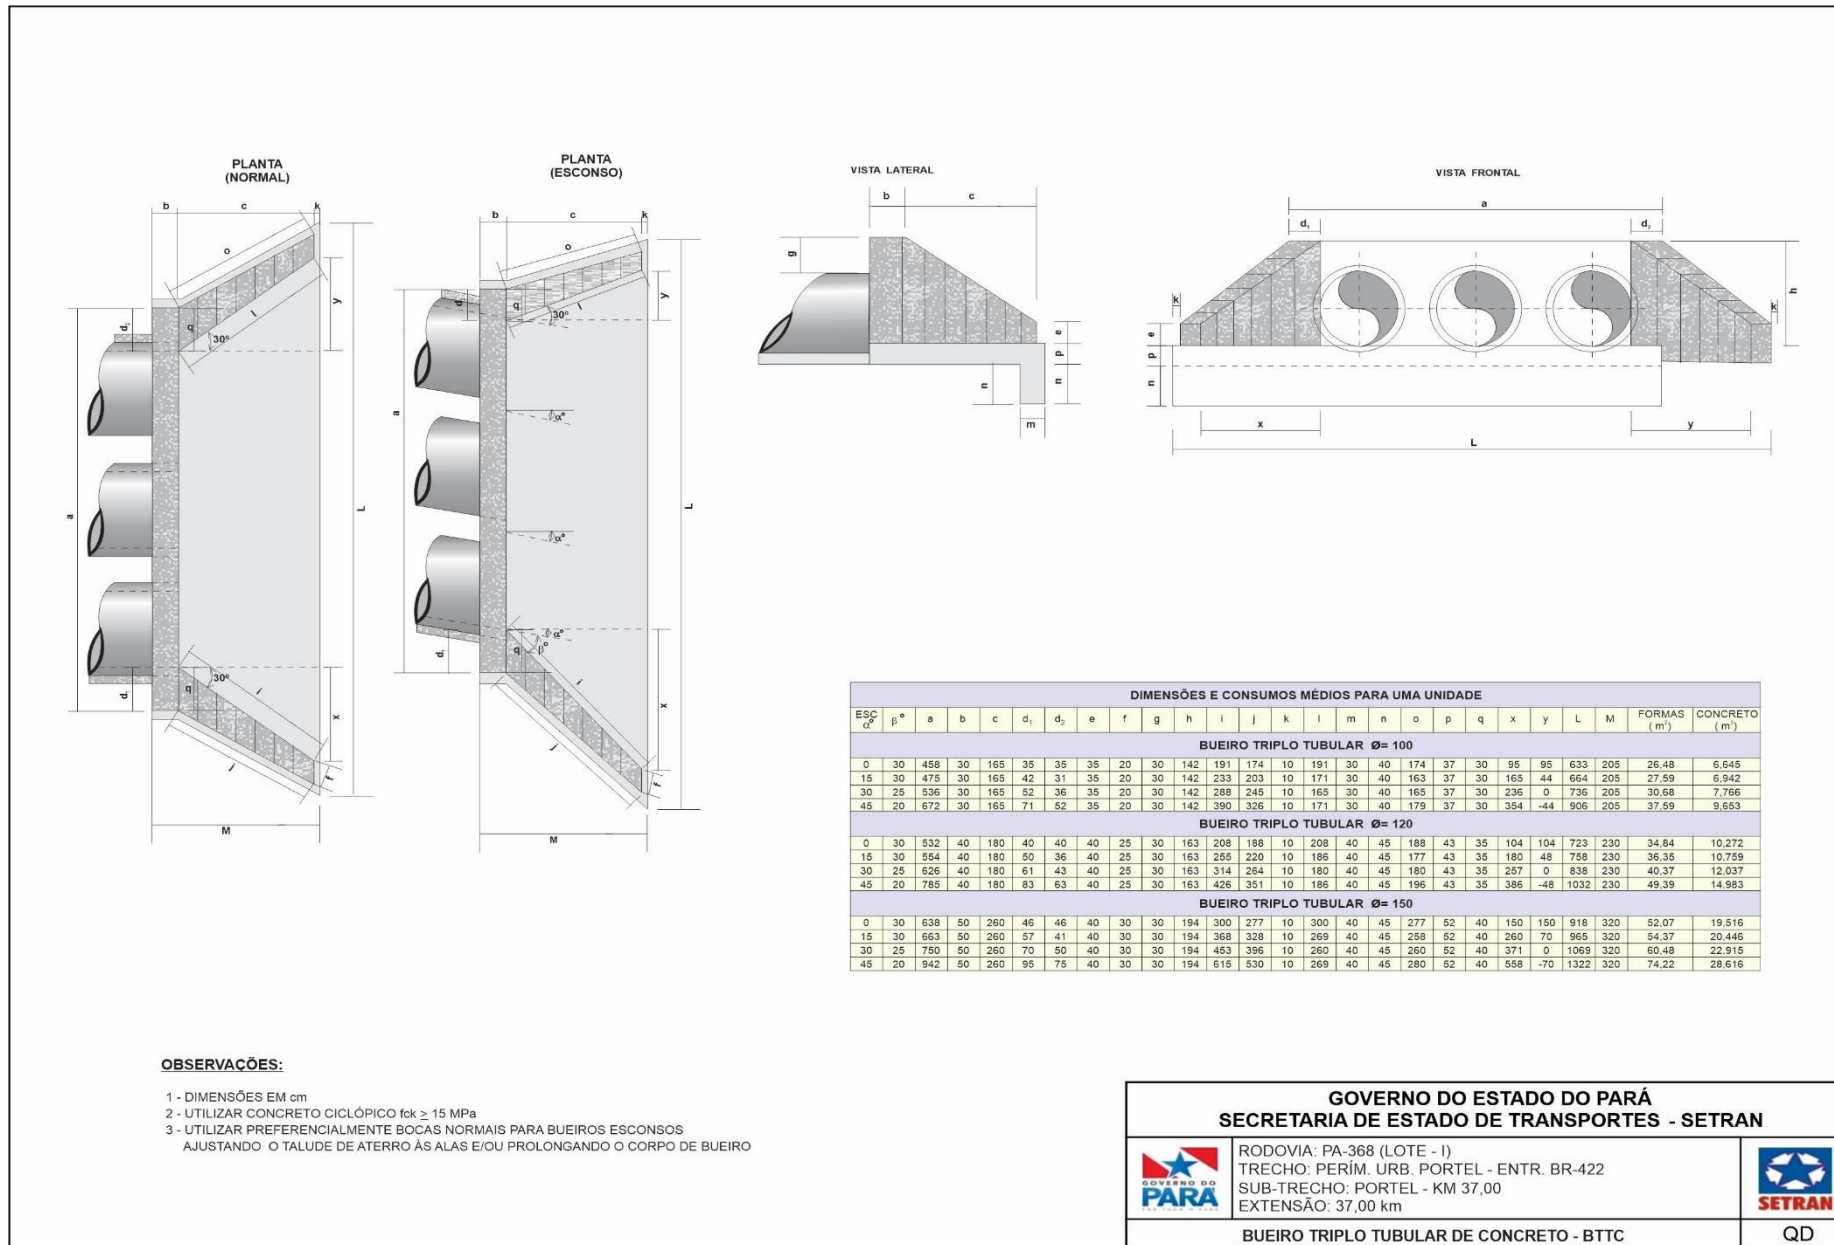 PLANTA
(NORMAL)
b c k
o
y
d₂
q
30º
l
a
L
30º
q
d₁
i
x
j
f
M
PLANTA
(ESCONSO)
b c k
o
y
q
30º
l
a
αº
αº
L
αº
βº
q
d₁
i
x
j
f
M
VISTA LATERAL
b c
g
e
p
n n
m
VISTA FRONTAL
a
d₁ d₂
k k
h
e
p
n
x y
L
DIMENSÕES E CONSUMOS MÉDIOS PARA UMA UNIDADE
ESC αº βº a b c d₁ d₂ e f g h i j k l m n o p q x y L M FORMAS (m²) CONCRETO (m³)
BUEIRO TRIPLO TUBULAR Ø= 100
0 30 458 30 165 35 35 35 20 30 142 191 174 10 191 30 40 174 37 30 95 95 633 205 26,48 6,645
15 30 475 30 165 42 31 35 20 30 142 233 203 10 171 30 40 163 37 30 165 44 664 205 27,59 6,942
30 25 536 30 165 52 36 35 20 30 142 288 245 10 165 30 40 165 37 30 236 0 736 205 30,68 7,766
45 20 672 30 165 71 52 35 20 30 142 390 326 10 171 30 40 179 37 30 354 -44 906 205 37,59 9,653
BUEIRO TRIPLO TUBULAR Ø= 120
0 30 532 40 180 40 40 40 25 30 163 208 188 10 208 40 45 188 43 35 104 104 723 230 34,84 10,272
15 30 554 40 180 50 36 40 25 30 163 255 220 10 186 40 45 177 43 35 180 48 758 230 36,35 10,759
30 25 626 40 180 61 43 40 25 30 163 314 264 10 180 40 45 180 43 35 257 0 838 230 40,37 12,037
45 20 785 40 180 83 63 40 25 30 163 426 351 10 186 40 45 196 43 35 386 -48 1032 230 49,39 14,983
BUEIRO TRIPLO TUBULAR Ø= 150
0 30 638 50 260 46 46 40 30 30 194 300 277 10 300 40 45 277 52 40 150 150 918 320 52,07 19,516
15 30 663 50 260 57 41 40 30 30 194 368 328 10 269 40 45 258 52 40 260 70 965 320 54,37 20,446
30 25 750 50 260 70 50 40 30 30 194 453 396 10 260 40 45 260 52 40 371 0 1069 320 60,48 22,915
45 20 942 50 260 95 75 40 30 30 194 615 530 10 269 40 45 280 52 40 558 -70 1322 320 74,22 28,616
OBSERVAÇÕES:
1 - DIMENSÕES EM cm
2 - UTILIZAR CONCRETO CICLÓPICO fck ≥ 15 MPa
3 - UTILIZAR PREFERENCIALMENTE BOCAS NORMAIS PARA BUEIROS ESCONSOS
AJUSTANDO O TALUDE DE ATERRO ÀS ALAS E/OU PROLONGANDO O CORPO DE BUEIRO
GOVERNO DO ESTADO DO PARÁ
SECRETARIA DE ESTADO DE TRANSPORTES - SETRAN
GOVERNO DO
PARÁ
RODOVIA: PA-368 (LOTE - I)
TRECHO: PERÍM. URB. PORTEL - ENTR. BR-422
SUB-TRECHO: PORTEL - KM 37,00
EXTENSÃO: 37,00 km
SETRAN
BUEIRO TRIPLO TUBULAR DE CONCRETO - BTTC
QD